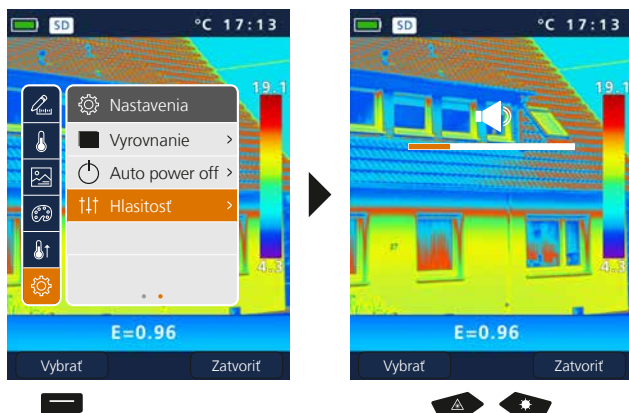 SD °C 17:13
19.1
Nastavenia
Vyrovnanie
Auto power off
Hlasitosť
4.3
E=0.96
Vybrať Zatvoriť
SD °C 17:13
19.1
4.3
E=0.96
Vybrať Zatvoriť